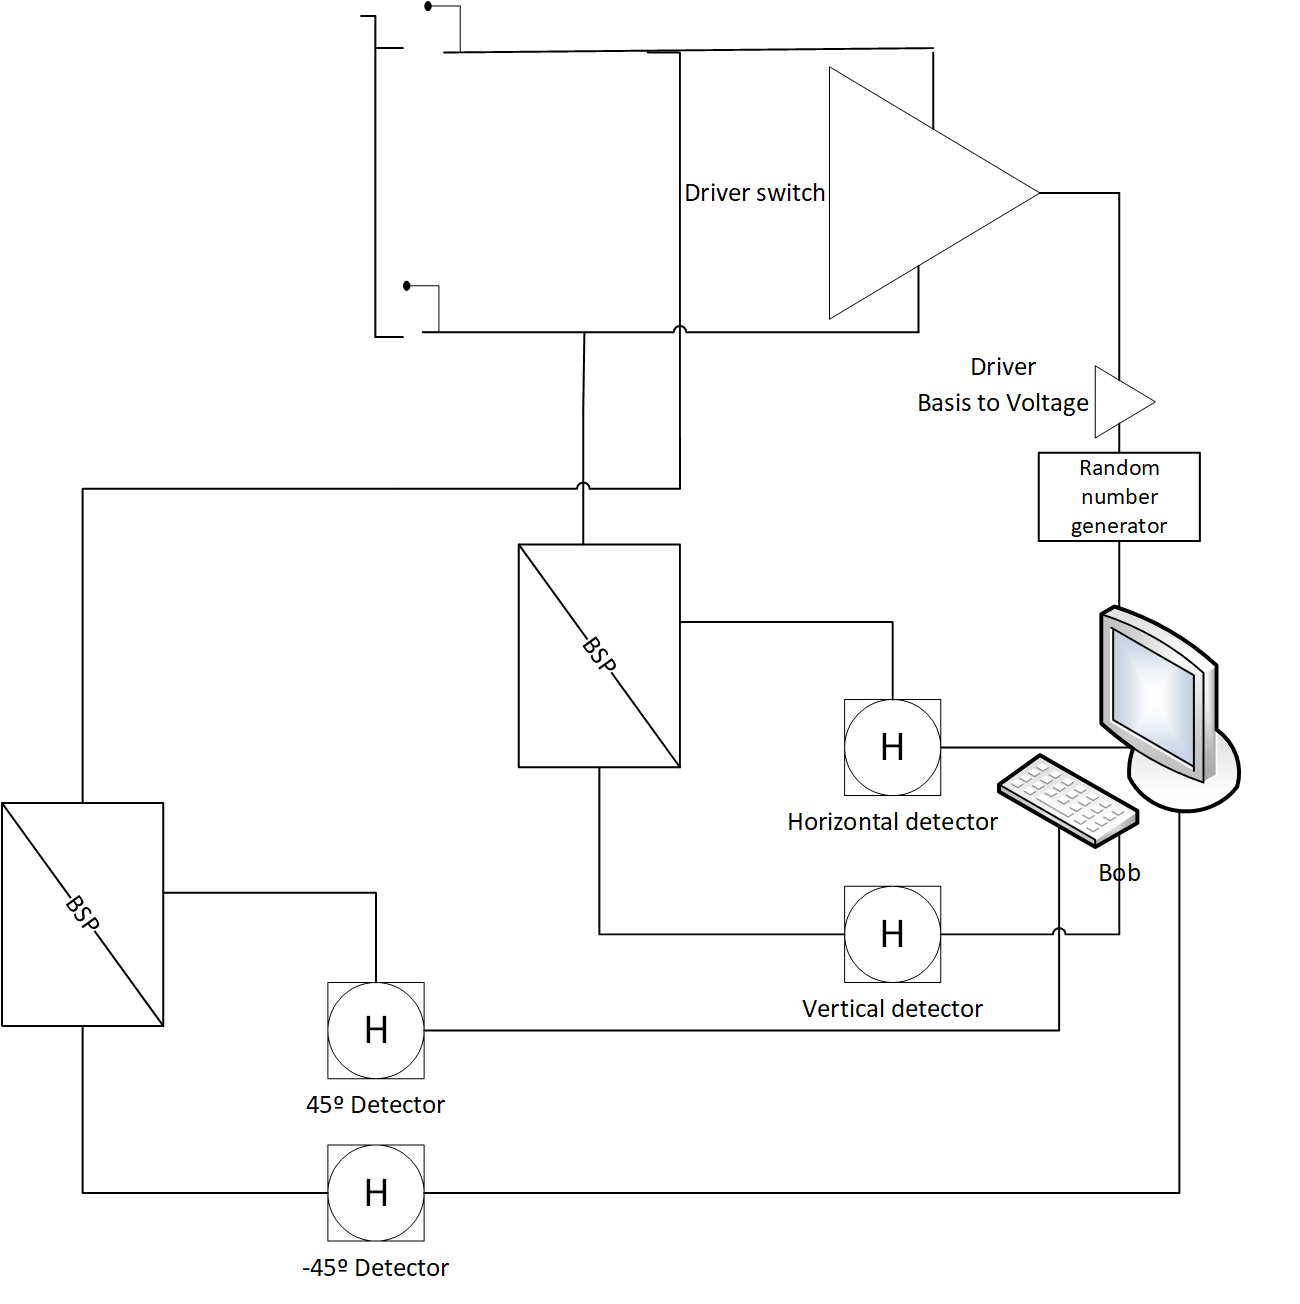 Driver switch
Driver
Basis to Voltage
Random
number
generator
BSP
H
Horizontal detector
BSP
Bob
H
Vertical detector
H
45º Detector
H
-45º Detector